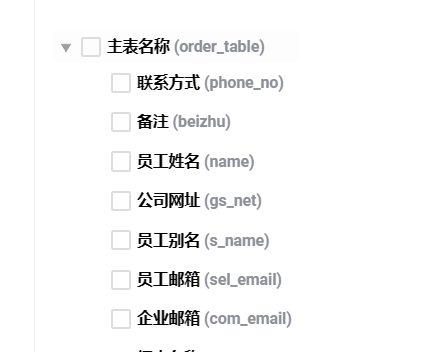 主表名称 (order_table)
联系方式 (phone_no)
备注 (beizhu)
员工姓名 (name)
公司网址 (gs_net)
员工别名 (s_name)
员工邮箱 (sel_email)
企业邮箱 (com_email)